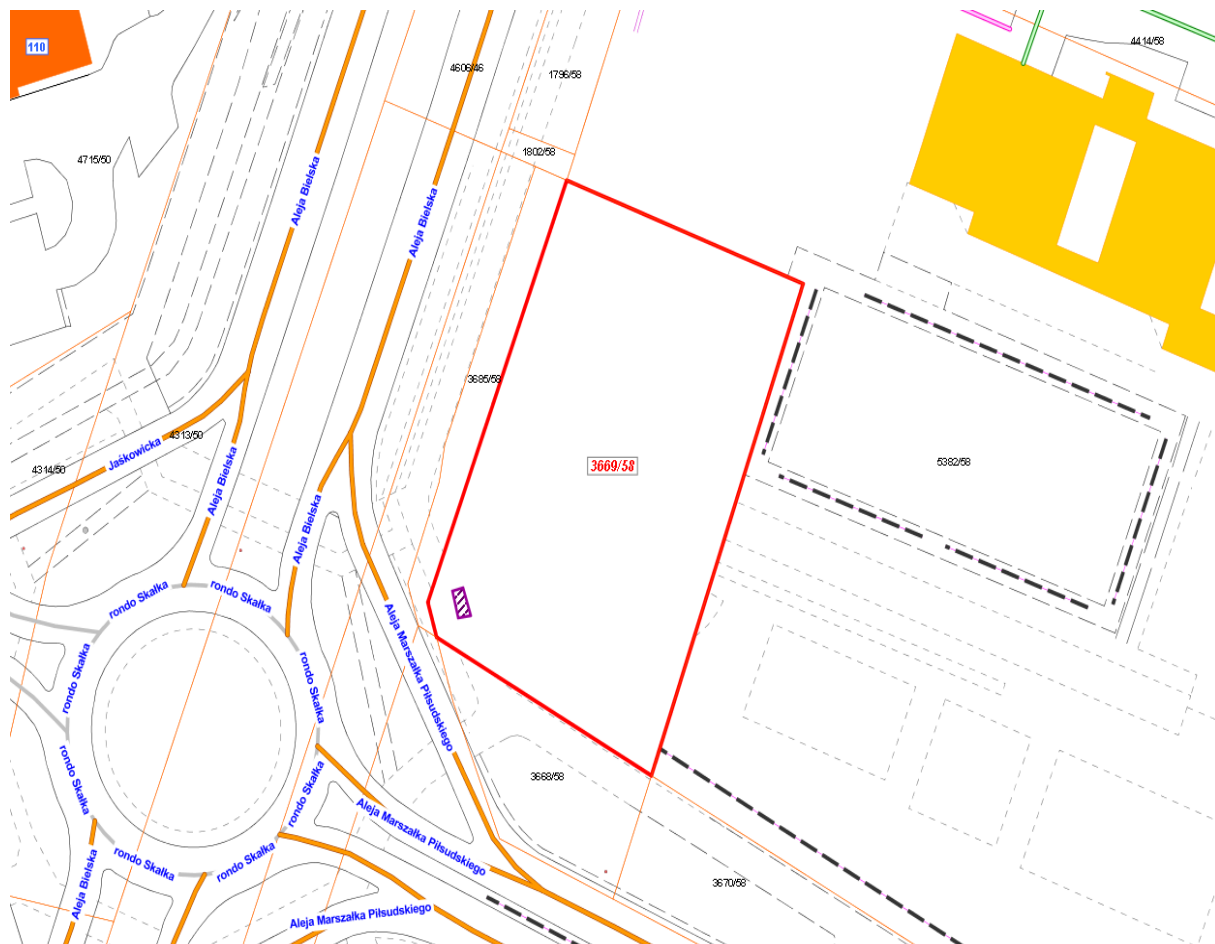 110
4606/46
1796/58
4414/58
4715/50
1802/58
Aleja Bielska
Aleja Bielska
3685/58
4314/50
Jaśkowicka
4313/50
Aleja Bielska
3669/58
5382/58
Aleja Bielska
rondo Skałka
rondo Skałka
Aleja Marszałka Piłsudskiego
rondo Skałka
rondo Skałka
rondo Skałka
rondo Skałka
3668/58
Aleja Marszałka Piłsudskiego
rondo Skałka
rondo Skałka
Aleja Bielska
3670/58
Aleja Marszałka Piłsudskiego